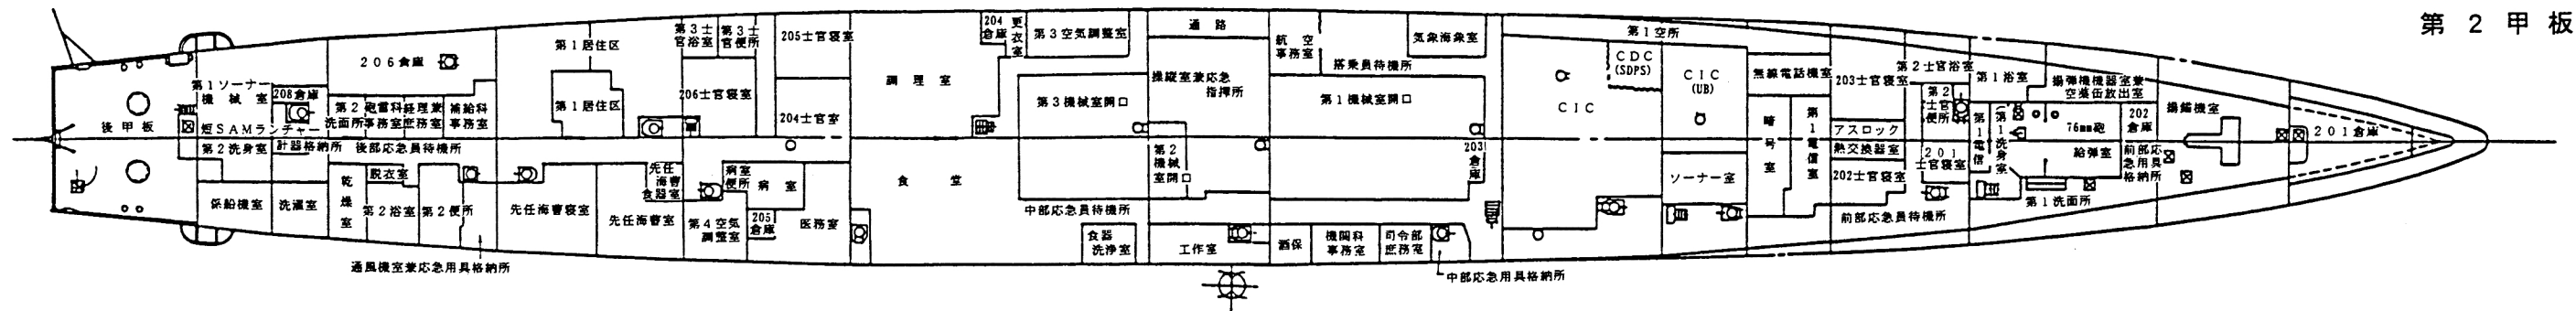 第2甲板
後甲板
第1ソーナー
機械室
208倉庫
短SAMランチャー
計器格納所
第2洗身室
係船機室
洗濯室
206倉庫
第2
洗面所
砲雷科
事務室
経理兼
庶務室
補給科
事務室
後部応急員待機所
乾燥室
脱衣室
第2浴室
第2便所
通風機室兼応急用具格納所
第1居住区
第1居住区
先任海曹寝室
先任海曹室
先任
海曹
食器室
第3士
官浴室
第3士
官便所
206士官寝室
病室
便所
病室
第4空気
調整室
205
倉庫
医務室
205士官寝室
204士官室
調理室
食堂
204
倉庫
更衣室
第3空気調整室
第3機械室開口
中部応急員待機所
食器
洗浄室
通路
操縦室兼応急
指揮所
第2
機械
室開口
工作室
航空
事務室
搭乗員待機所
気象海象室
第1機械室開口
203
倉庫
酒保
機関科
事務室
司令部
庶務室
中部応急用具格納所
第1空所
CIC
CDC
(SDPS)
CIC
(UB)
ソーナー室
無線電話機室
暗号室
第1電信室
203士官寝室
アスロック
熱交換器室
202士官寝室
前部応急員待機所
第2士官浴室
第2
士官
便所
201
士官寝室
第1浴室
第1電信
第1洗身室
揚弾機機器室兼
空薬缶放出室
76mm砲
給弾室
202
倉庫
前部応
急用具
格納所
第1洗面所
揚錨機室
201倉庫